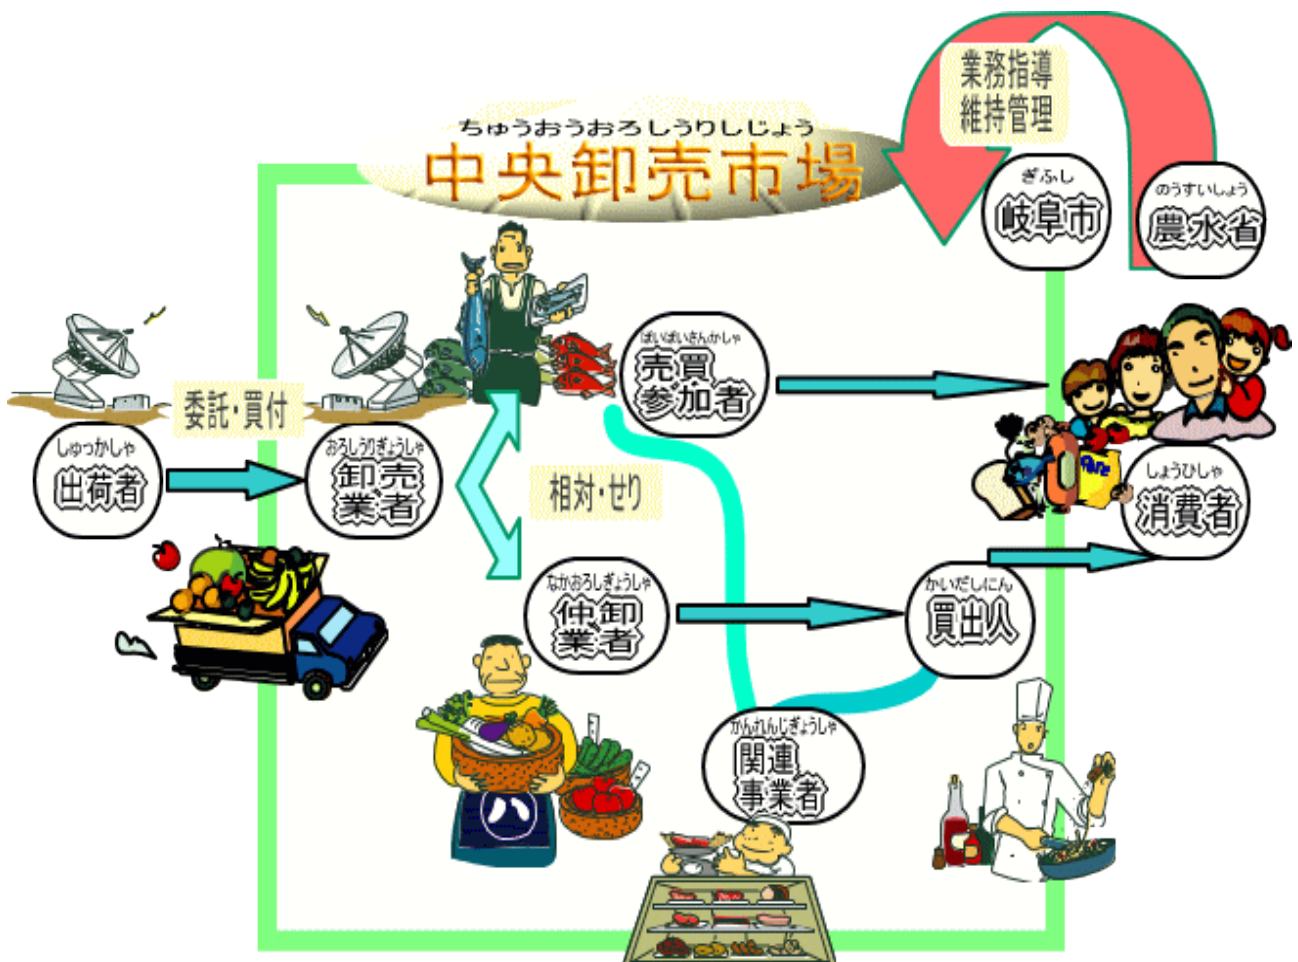 業務指導
維持管理
ちゅうおうおろしうりしじょう
中央卸売市場
ぎふし
岐阜市
のうすいしょう
農水省
ばいばいさんかしゃ
売買
参加者
委託・買付
しゅっかしゃ
出荷者
おろしうりぎょうしゃ
卸売
業者
相対・せり
しょうひしゃ
消費者
なかおろしぎょうしゃ
仲卸
業者
かいだしにん
買出人
かんれんじぎょうしゃ
関連
事業者